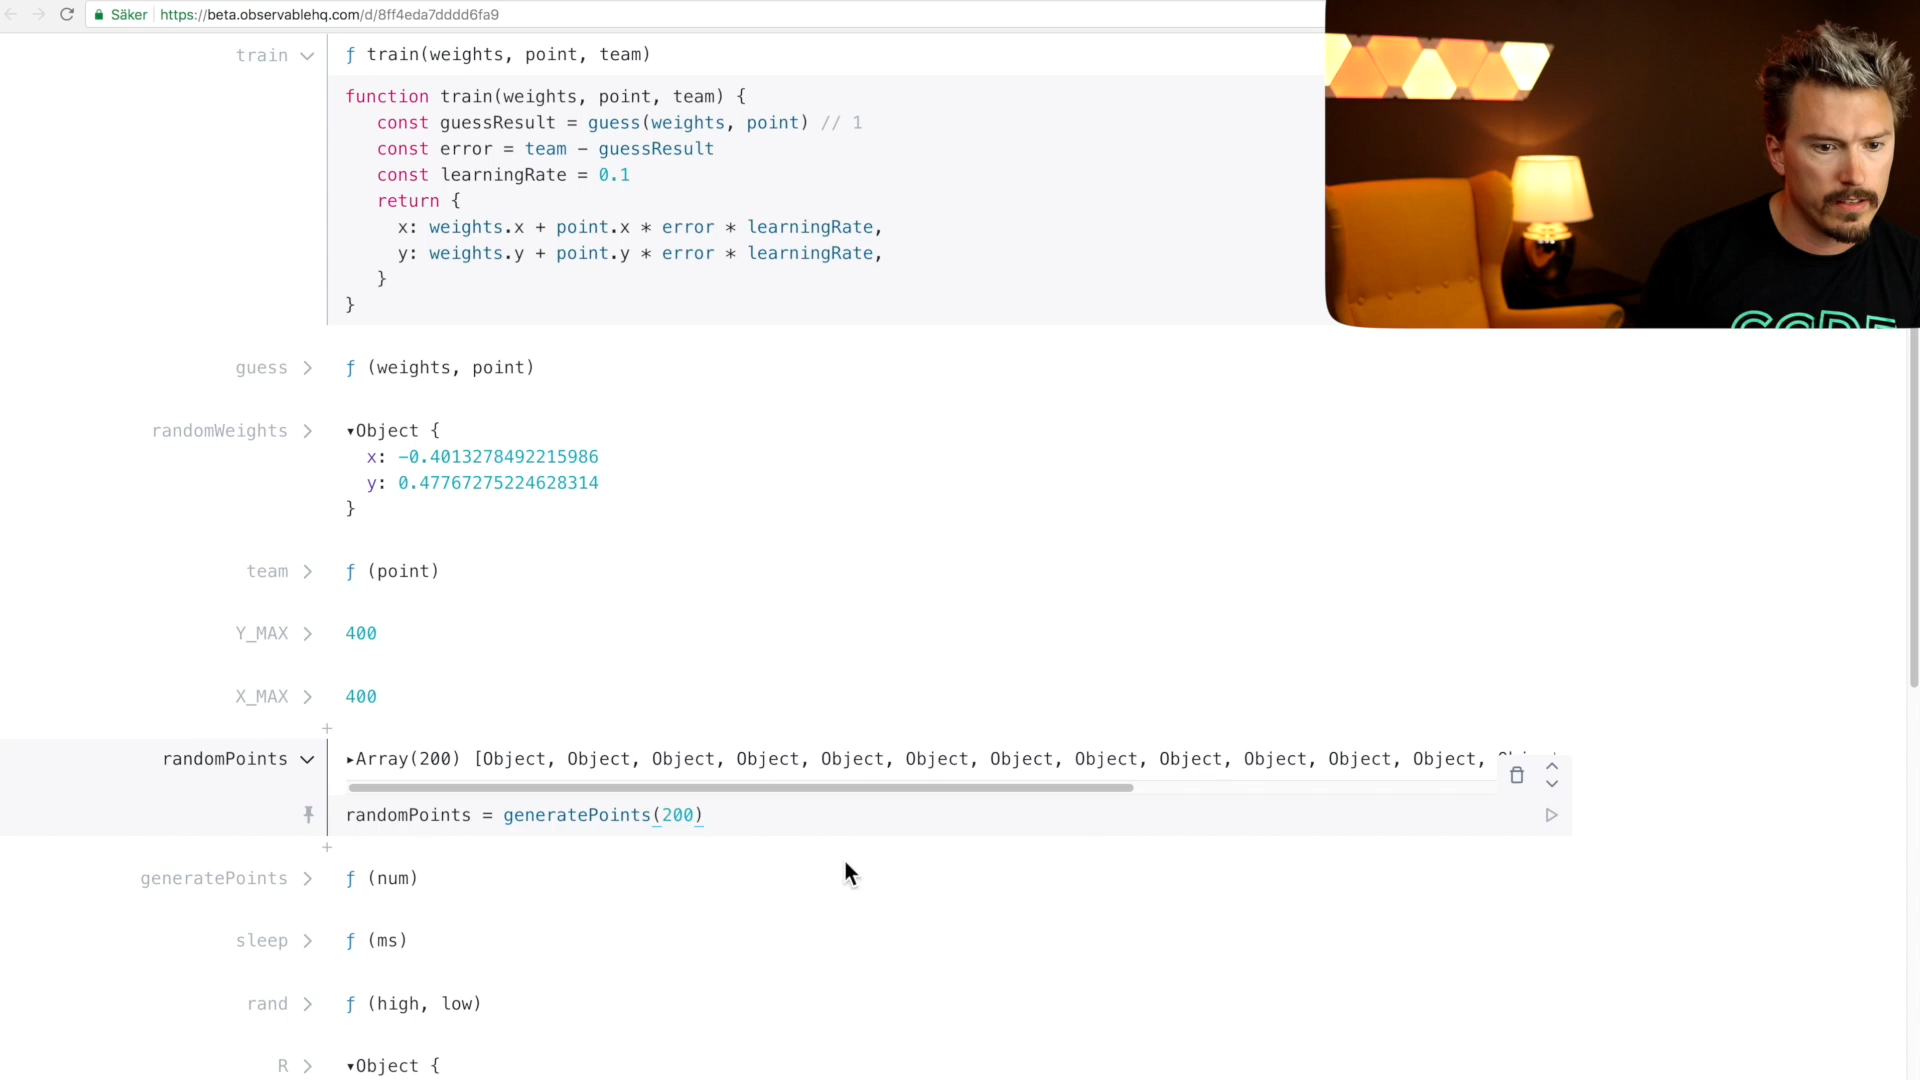 Säker https://beta.observablehq.com/d/8ff4eda7dddd6fa9
train ƒ train(weights, point, team)
function train(weights, point, team) {
const guessResult = guess(weights, point) // 1
const error = team - guessResult
const learningRate = 0.1
return {
x: weights.x + point.x * error * learningRate,
y: weights.y + point.y * error * learningRate,
}
}
guess ƒ (weights, point)
randomWeights ▾Object {
x: -0.4013278492215986
y: 0.47767275224628314
}
team ƒ (point)
Y_MAX 400
X_MAX 400
randomPoints ▸Array(200) [Object, Object, Object, Object, Object, Object, Object, Object, Object, Object, Object, Object,
randomPoints = generatePoints(200)
generatePoints ƒ (num)
sleep ƒ (ms)
rand ƒ (high, low)
R ▾Object {